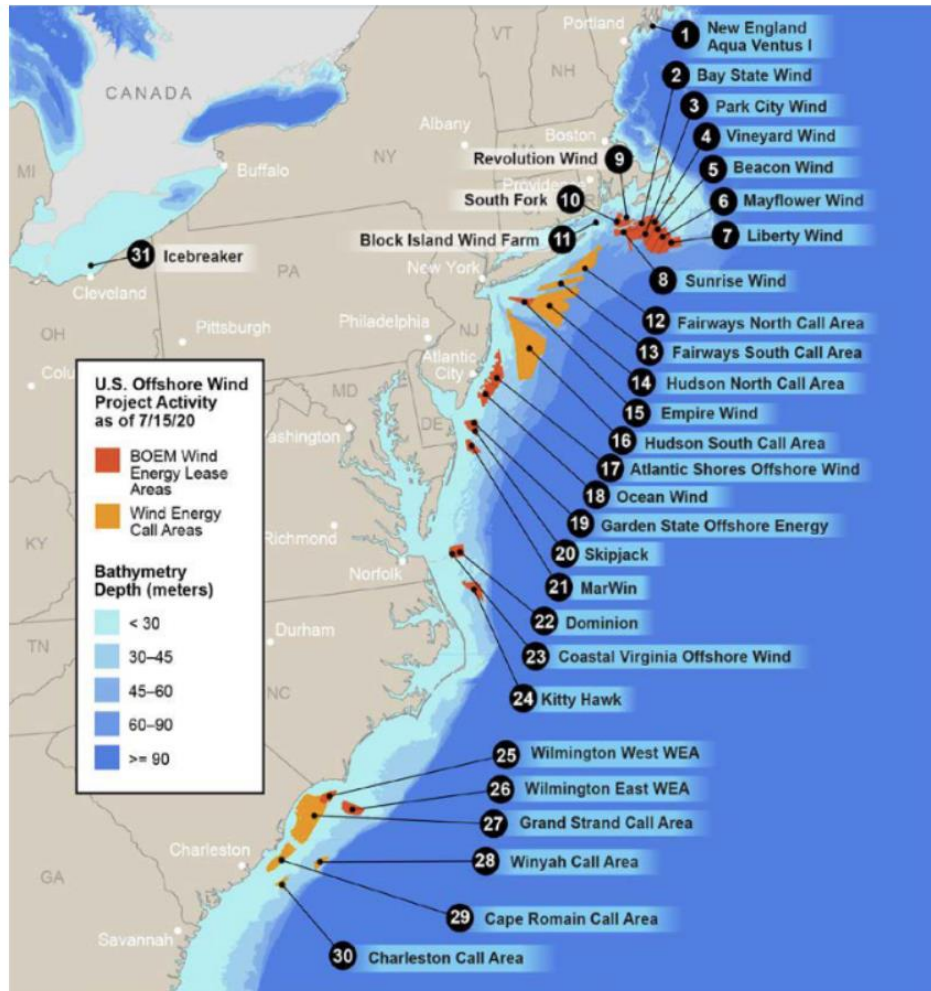 Portland
1
New England
Aqua Ventus I
VT
NH
2
Bay State Wind
CANADA
3
Park City Wind
Albany
Boston
4
Vineyard Wind
MI
NY
MA
Buffalo
Revolution Wind
9
5
Beacon Wind
Providence
South Fork
10
CT
RI
6
Mayflower Wind
Block Island Wind Farm
11
7
Liberty Wind
31
Icebreaker
New York
8
Sunrise Wind
Cleveland
PA
12
Fairways North Call Area
OH
Pittsburgh
Philadelphia
NJ
13
Fairways South Call Area
Atlantic
City
14
Hudson North Call Area
MD
DE
15
Empire Wind
16
Hudson South Call Area
17
Atlantic Shores Offshore Wind
18
Ocean Wind
19
Garden State Offshore Energy
20
Skipjack
21
MarWin
22
Dominion
23
Coastal Virginia Offshore Wind
24
Kitty Hawk
Colu
U.S. Offshore Wind
Project Activity
as of 7/15/20
BOEM Wind
Energy Lease
Areas
Wind Energy
Call Areas
Bathymetry
Depth (meters)
< 30
30–45
45–60
60–90
>= 90
Washington
KY
Richmond
Norfolk
TN
Durham
NC
25
Wilmington West WEA
26
Wilmington East WEA
27
Grand Strand Call Area
28
Winyah Call Area
Charleston
GA
29
Cape Romain Call Area
Savannah
30
Charleston Call Area